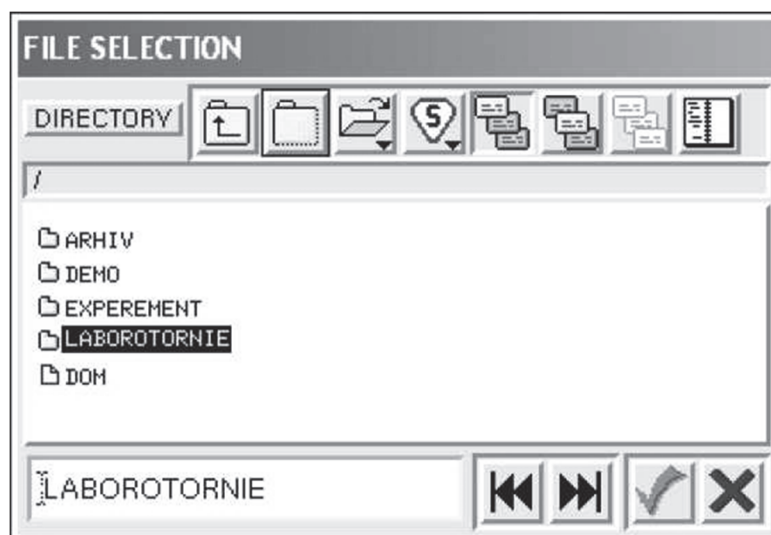 FILE SELECTION
DIRECTORY S
/
ARHIV
DEMO
EXPEREMENT
LABOROTORNIE
DOM
LABOROTORNIE